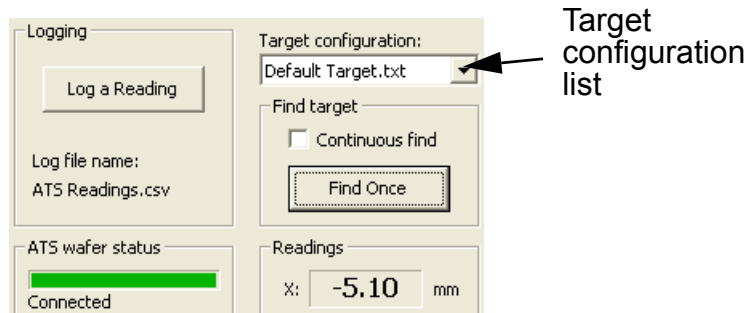 Logging
Log a Reading
Log file name:
ATS Readings.csv
Target configuration:
Default Target.txt
Find target
Continuous find
Find Once
ATS wafer status
Connected
Readings
X: -5.10 mm
Target
configuration
list